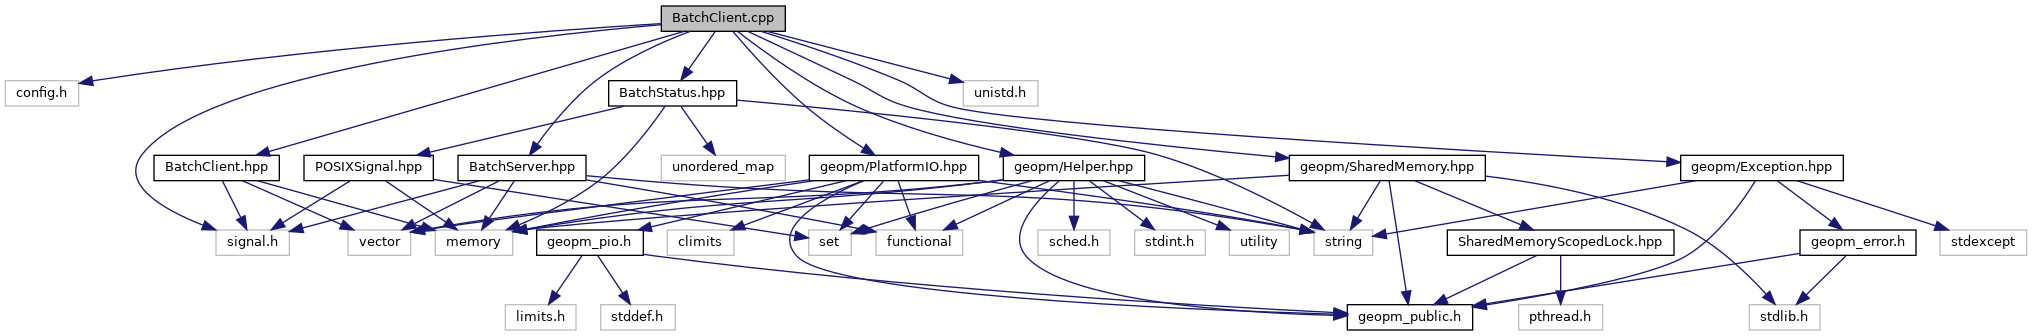 BatchClient.cpp
config.h
BatchStatus.hpp
unistd.h
BatchClient.hpp
POSIXSignal.hpp
BatchServer.hpp
unordered_map
geopm/PlatformIO.hpp
geopm/Helper.hpp
geopm/SharedMemory.hpp
geopm/Exception.hpp
signal.h
vector
memory
geopm_pio.h
climits
set
functional
sched.h
stdint.h
utility
string
SharedMemoryScopedLock.hpp
geopm_error.h
stdexcept
limits.h
stddef.h
geopm_public.h
pthread.h
stdlib.h